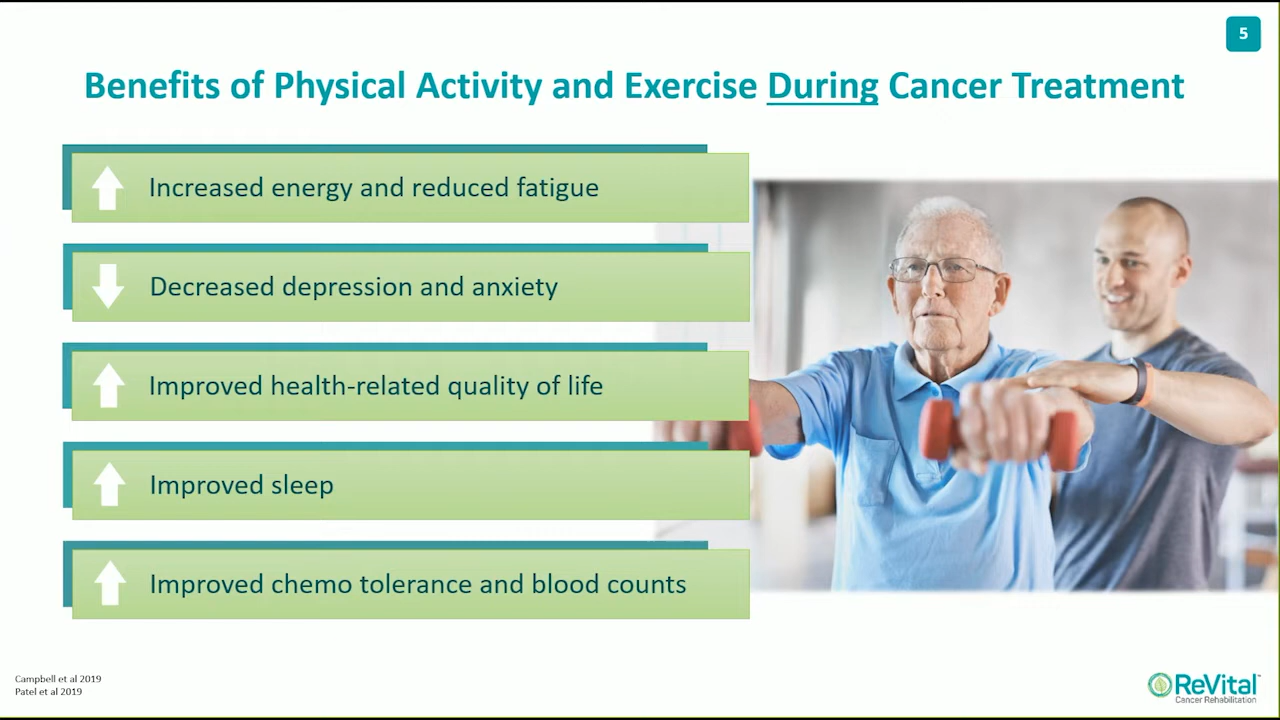 5
Benefits of Physical Activity and Exercise During Cancer Treatment
Increased energy and reduced fatigue
Decreased depression and anxiety
Improved health-related quality of life
Improved sleep
Improved chemo tolerance and blood counts
Campbell et al 2019
Patel et al 2019
ReVital™
Cancer Rehabilitation